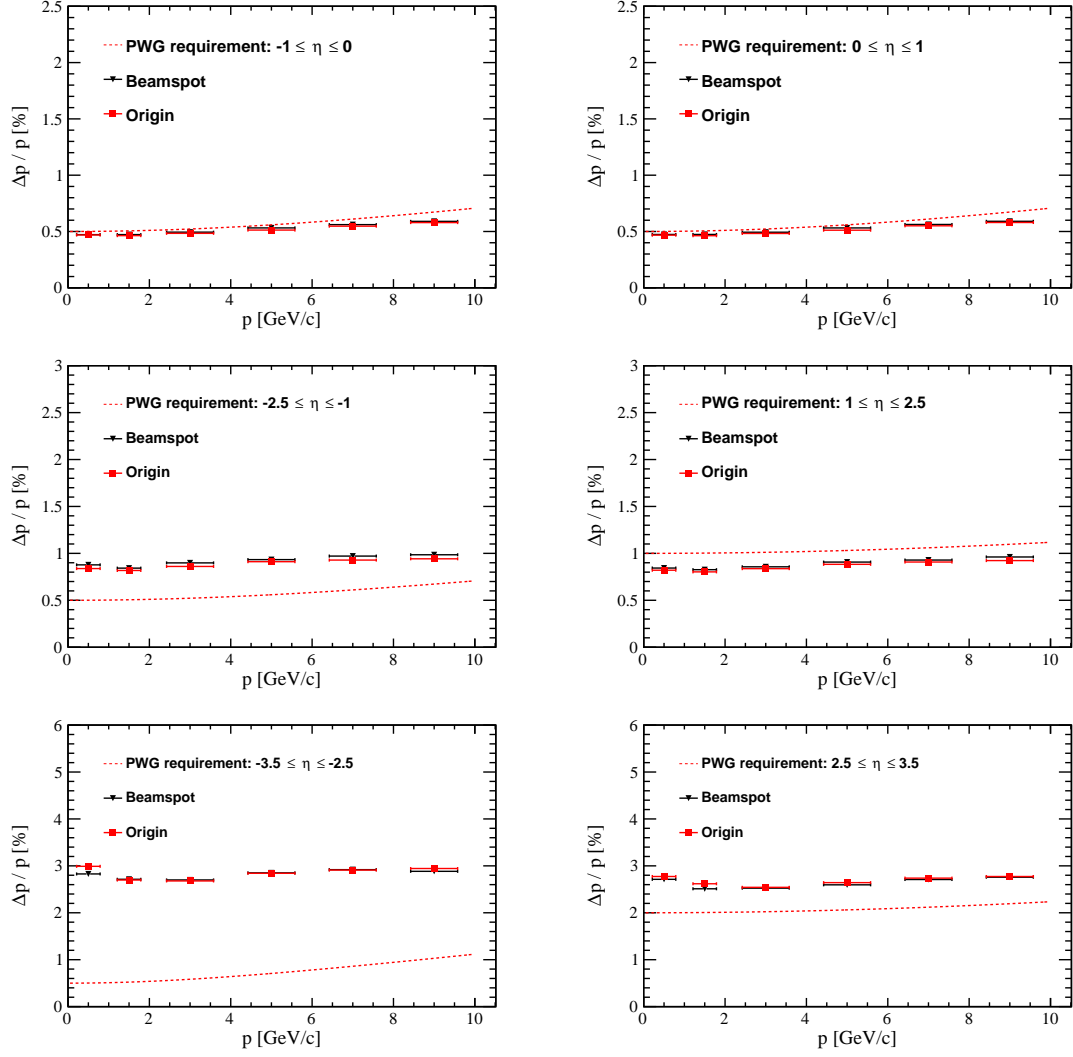 2.5
2
1.5
1
0.5
0
Δp / p [%]
PWG requirement: -1 ≤ η ≤ 0
Beamspot
Origin
0 2 4 6 8 10
p [GeV/c]
2.5
2
1.5
1
0.5
0
Δp / p [%]
PWG requirement: 0 ≤ η ≤ 1
Beamspot
Origin
0 2 4 6 8 10
p [GeV/c]
3
2.5
2
1.5
1
0.5
0
Δp / p [%]
PWG requirement: -2.5 ≤ η ≤ -1
Beamspot
Origin
0 2 4 6 8 10
p [GeV/c]
3
2.5
2
1.5
1
0.5
0
Δp / p [%]
PWG requirement: 1 ≤ η ≤ 2.5
Beamspot
Origin
0 2 4 6 8 10
p [GeV/c]
6
5
4
3
2
1
0
Δp / p [%]
PWG requirement: -3.5 ≤ η ≤ -2.5
Beamspot
Origin
0 2 4 6 8 10
p [GeV/c]
6
5
4
3
2
1
0
Δp / p [%]
PWG requirement: 2.5 ≤ η ≤ 3.5
Beamspot
Origin
0 2 4 6 8 10
p [GeV/c]